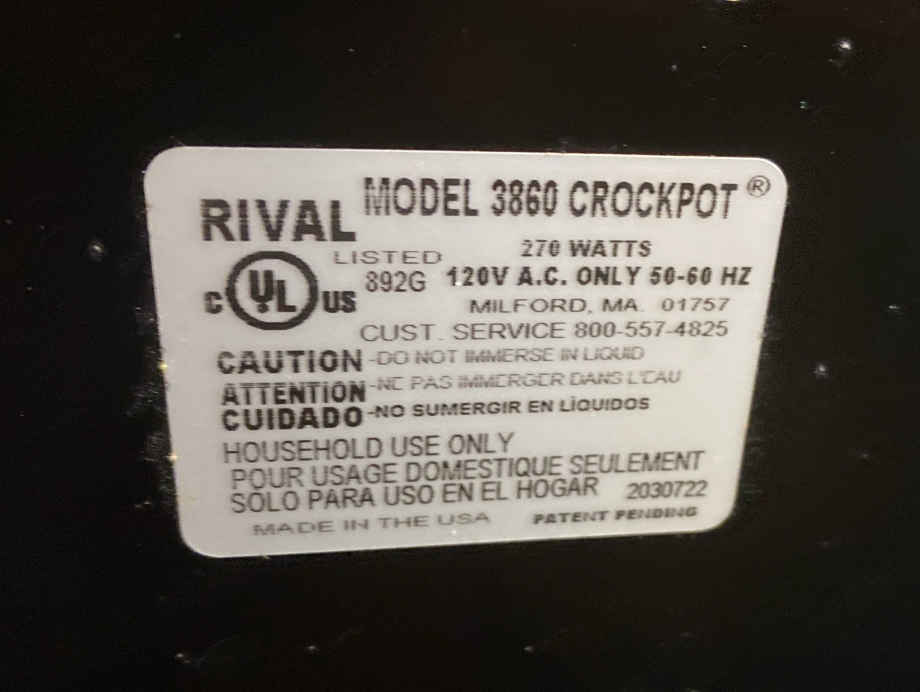 RIVAL MODEL 3860 CROCKPOT®
LISTED 270 WATTS
C UL US 892G 120V A.C. ONLY 50-60 HZ
MILFORD, MA. 01757
CUST. SERVICE 800-557-4825
CAUTION -DO NOT IMMERSE IN LIQUID
ATTENTION -NE PAS IMMERGER DANS L'EAU
CUIDADO -NO SUMERGIR EN LÍQUIDOS
HOUSEHOLD USE ONLY
POUR USAGE DOMESTIQUE SEULEMENT
SOLO PARA USO EN EL HOGAR 2030722
MADE IN THE USA PATENT PENDING